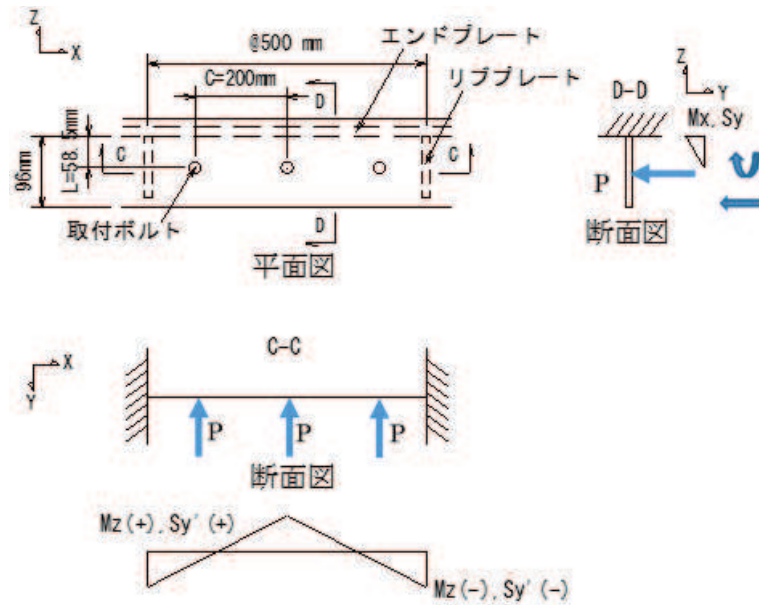 Z
X
@500 mm
C=200mm
D
エンドプレート
リブプレート
D-D
Z
Y
Mx,Sy
96mm
L=58.5mm
C
C
P
取付ボルト
D
平面図
断面図
C-C
X
Y
P
P
P
断面図
Mz(+),Sy'(+)
Mz(-),Sy'(-)